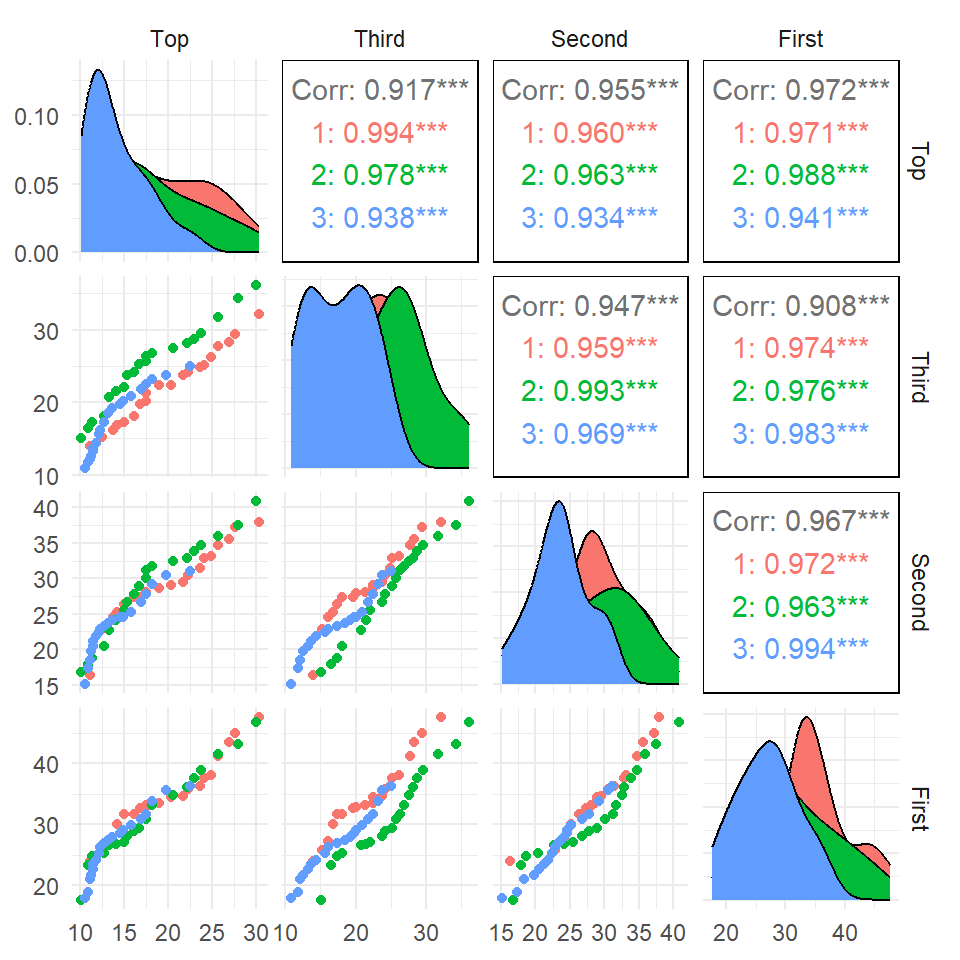 Top Third Second First
0.10
0.05
0.00
Corr: 0.917***
1: 0.994***
2: 0.978***
3: 0.938***
Corr: 0.955***
1: 0.960***
2: 0.963***
3: 0.934***
Corr: 0.972***
1: 0.971***
2: 0.988***
3: 0.941***
Top
30
20
10
Corr: 0.947***
1: 0.959***
2: 0.993***
3: 0.969***
Corr: 0.908***
1: 0.974***
2: 0.976***
3: 0.983***
Third
40
35
30
25
20
15
Corr: 0.967***
1: 0.972***
2: 0.963***
3: 0.994***
Second
40
30
20
First
10 15 20 25 30 10 20 30 15 20 25 30 35 40 20 30 40